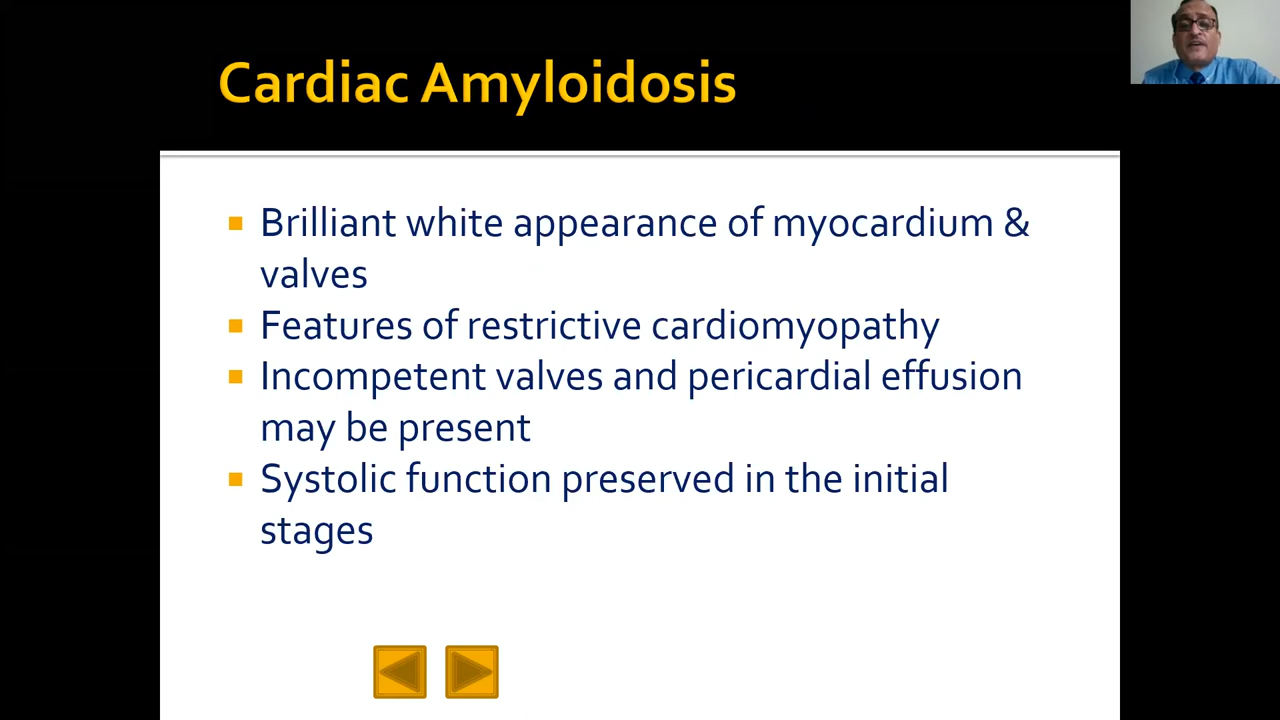 Cardiac Amyloidosis
Brilliant white appearance of myocardium &
valves
Features of restrictive cardiomyopathy
Incompetent valves and pericardial effusion
may be present
Systolic function preserved in the initial
stages